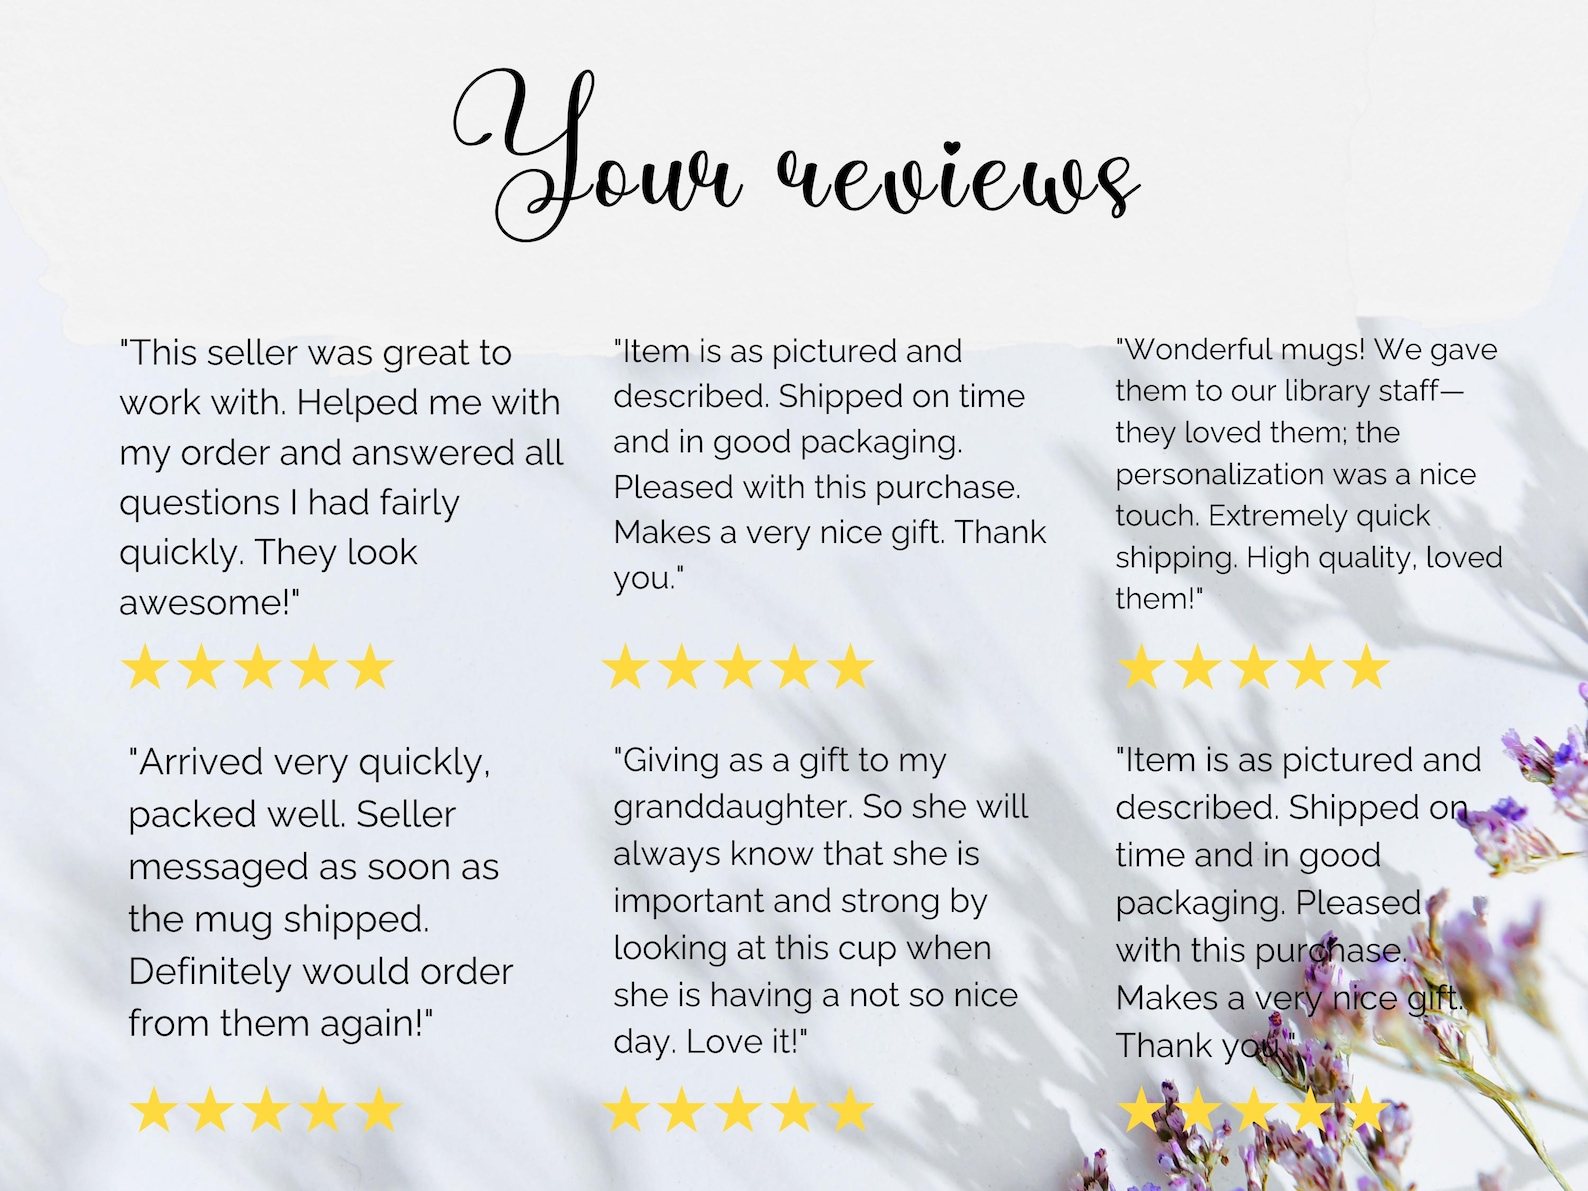 Your reviews
"This seller was great to
work with. Helped me with
my order and answered all
questions I had fairly
quickly. They look
awesome!"
"Item is as pictured and
described. Shipped on time
and in good packaging.
Pleased with this purchase.
Makes a very nice gift. Thank
you."
"Wonderful mugs! We gave
them to our library staff—
they loved them; the
personalization was a nice
touch. Extremely quick
shipping. High quality, loved
them!"
"Arrived very quickly,
packed well. Seller
messaged as soon as
the mug shipped.
Definitely would order
from them again!"
"Giving as a gift to my
granddaughter. So she will
always know that she is
important and strong by
looking at this cup when
she is having a not so nice
day. Love it!"
"Item is as pictured and
described. Shipped on
time and in good
packaging. Pleased
with this purchase.
Makes a very nice gift.
Thank you."